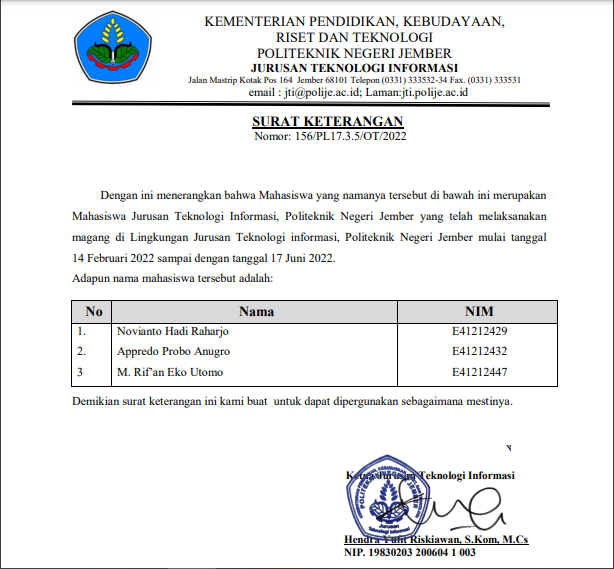 KEMENTERIAN PENDIDIKAN, KEBUDAYAAN,
RISET DAN TEKNOLOGI
POLITEKNIK NEGERI JEMBER
JURUSAN TEKNOLOGI INFORMASI
Jalan Mastrip Kotak Pos 164 Jember 68101 Telepon (0331) 333532-34 Fax. (0331) 333531
email : jti@polije.ac.id; Laman:jti.polije.ac.id
SURAT KETERANGAN
Nomor: 156/PL17.3.5/OT/2022
Dengan ini menerangkan bahwa Mahasiswa yang namanya tersebut di bawah ini merupakan
Mahasiswa Jurusan Teknologi Informasi, Politeknik Negeri Jember yang telah melaksanakan
magang di Lingkungan Jurusan Teknologi informasi, Politeknik Negeri Jember mulai tanggal
14 Februari 2022 sampai dengan tanggal 17 Juni 2022.
Adapun nama mahasiswa tersebut adalah:
No Nama NIM
1. Novianto Hadi Raharjo E41212429
2. Appredo Probo Anugro E41212432
3 M. Rif'an Eko Utomo E41212447
Demikian surat keterangan ini kami buat untuk dapat dipergunakan sebagaimana mestinya.
Ketua Jurusan Teknologi Informasi
POLITEKNIK NEGERI JEMBER
Jurusan
Teknologi Informasi
Hendra Yufit Riskiawan, S.Kom, M.Cs
NIP. 19830203 200604 1 003